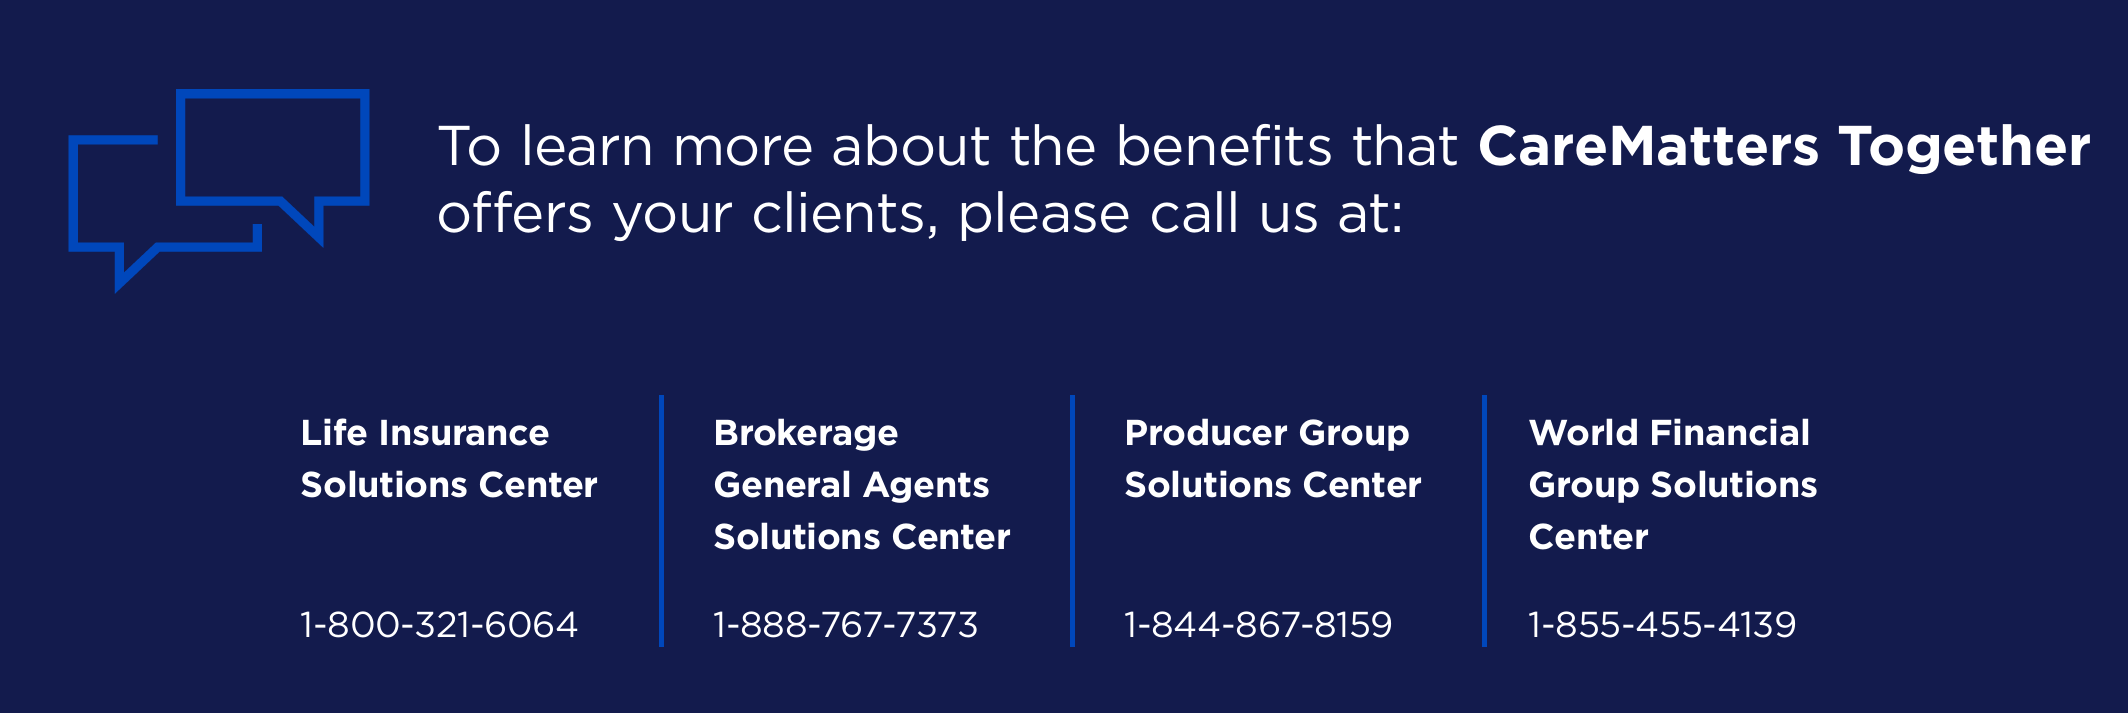 To learn more about the benefits that CareMatters Together
offers your clients, please call us at:
Life Insurance
Solutions Center
1-800-321-6064
Brokerage
General Agents
Solutions Center
1-888-767-7373
Producer Group
Solutions Center
1-844-867-8159
World Financial
Group Solutions
Center
1-855-455-4139